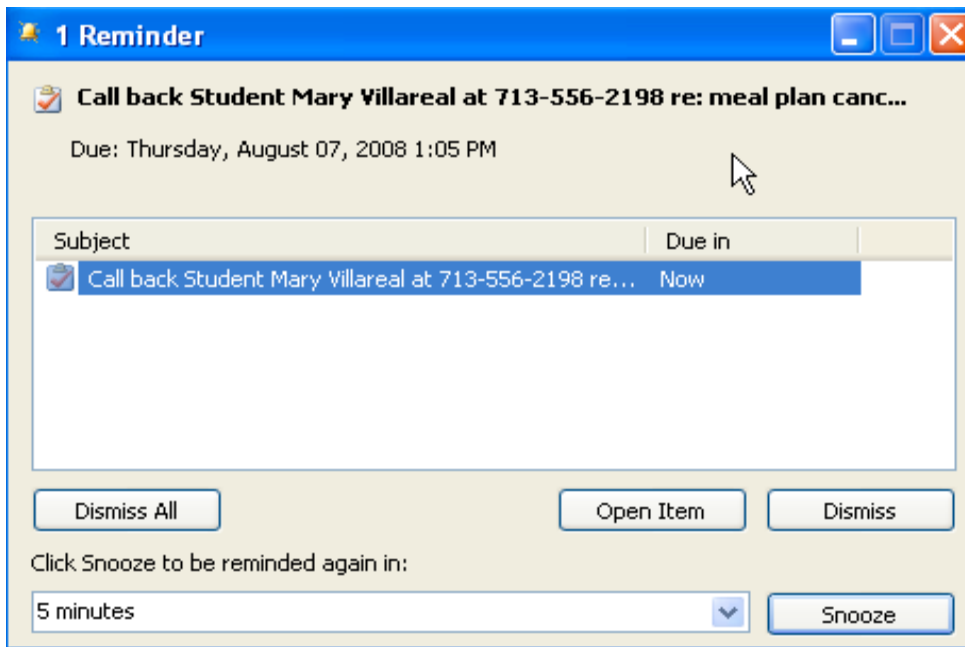 1 Reminder
Call back Student Mary Villareal at 713-556-2198 re: meal plan canc...
Due: Thursday, August 07, 2008 1:05 PM
Subject Due in
Call back Student Mary Villareal at 713-556-2198 re... Now
Dismiss All Open Item Dismiss
Click Snooze to be reminded again in:
5 minutes Snooze